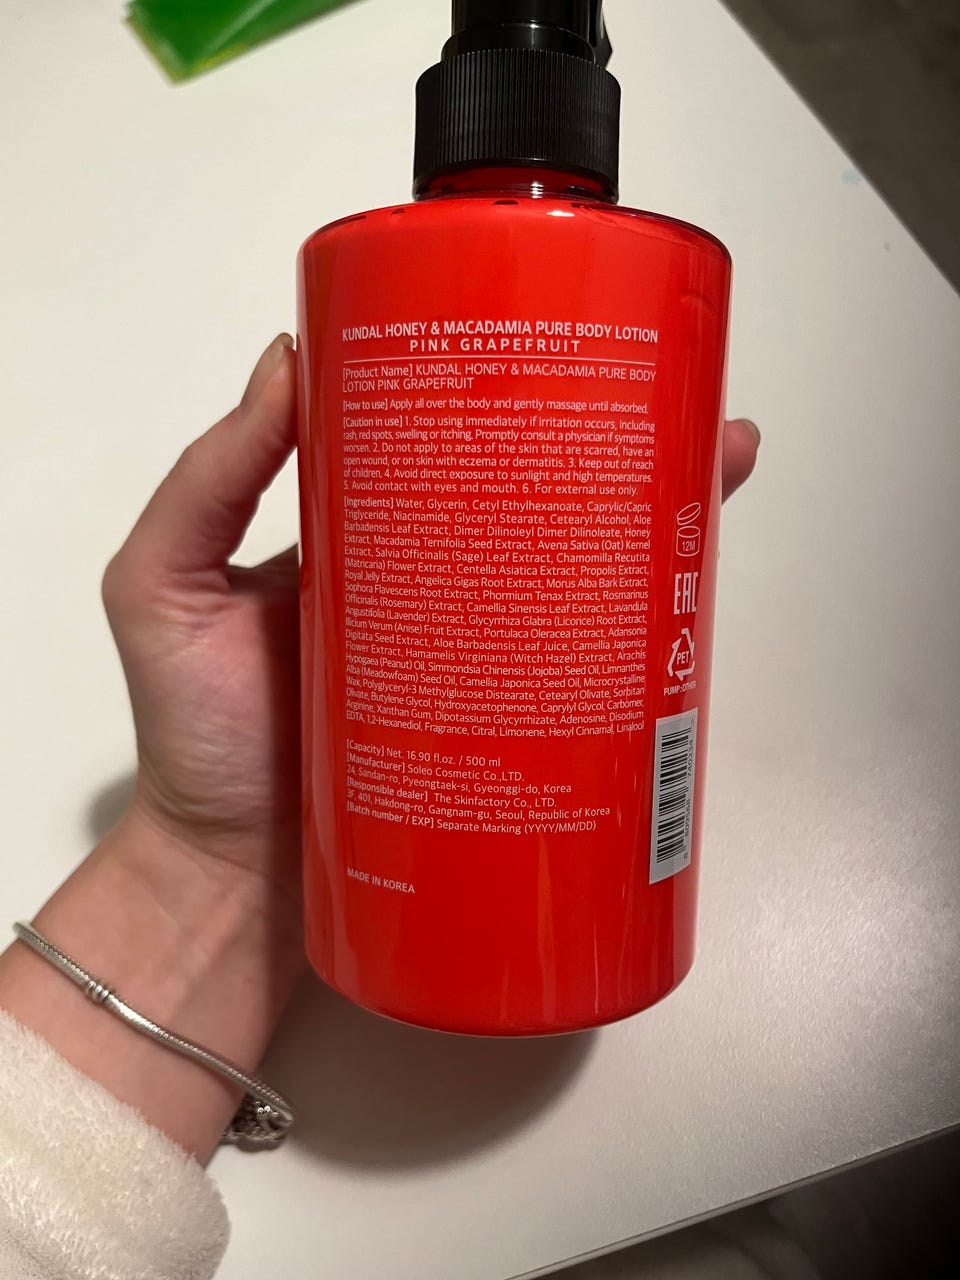 KUNDAL HONEY & MACADAMIA PURE BODY LOTION
PINK GRAPEFRUIT
[Product Name] KUNDAL HONEY & MACADAMIA PURE BODY
LOTION PINK GRAPEFRUIT
[How to use] Apply all over the body and gently massage until absorbed.
[Caution in use] 1. Stop using immediately if irritation occurs, including
rash, red spots, swelling or itching. Promptly consult a physician if symptoms
worsen. 2. Do not apply to areas of the skin that are scarred, have an
open wound, or on skin with eczema or dermatitis. 3. Keep out of reach
of children. 4. Avoid direct exposure to sunlight and high temperatures.
5. Avoid contact with eyes and mouth. 6. For external use only.
[Ingredients] Water, Glycerin, Cetyl Ethylhexanoate, Caprylic/Capric
Triglyceride, Niacinamide, Glyceryl Stearate, Cetearyl Alcohol, Aloe
Barbadensis Leaf Extract, Dimer Dilinoleyl Dimer Dilinoleate, Honey
Extract, Macadamia Ternifolia Seed Extract, Avena Sativa (Oat) Kernel
Extract, Salvia Officinalis (Sage) Leaf Extract, Chamomilla Recutita
(Matricaria) Flower Extract, Centella Asiatica Extract, Propolis Extract,
Royal Jelly Extract, Angelica Gigas Root Extract, Morus Alba Bark Extract,
Sophora Flavescens Root Extract, Phormium Tenax Extract, Rosmarinus
Officinalis (Rosemary) Extract, Camellia Sinensis Leaf Extract, Lavandula
Angustifolia (Lavender) Extract, Glycyrrhiza Glabra (Licorice) Root Extract,
Illicium Verum (Anise) Fruit Extract, Portulaca Oleracea Extract, Adansonia
Digitata Seed Extract, Aloe Barbadensis Leaf Juice, Camellia Japonica
Flower Extract, Hamamelis Virginiana (Witch Hazel) Extract, Arachis
Hypogaea (Peanut) Oil, Simmondsia Chinensis (Jojoba) Seed Oil, Limnanthes
Alba (Meadowfoam) Seed Oil, Camellia Japonica Seed Oil, Microcrystalline
Wax, Polyglyceryl-3 Methylglucose Distearate, Cetearyl Olivate, Sorbitan
Olivate, Butylene Glycol, Hydroxyacetophenone, Caprylyl Glycol, Carbomer,
Arginine, Xanthan Gum, Dipotassium Glycyrrhizate, Adenosine, Disodium
EDTA, 1,2-Hexanediol, Fragrance, Citral, Limonene, Hexyl Cinnamal, Linalool
[Capacity] Net. 16.90 fl.oz. / 500 ml
[Manufacturer] Soleo Cosmetic Co.,LTD.
24, Sandan-ro, Pyeongtaek-si, Gyeonggi-do, Korea
[Responsible dealer] The Skinfactory Co., LTD.
3F, 401, Hakdong-ro, Gangnam-gu, Seoul, Republic of Korea
[Batch number / EXP] Separate Marking (YYYY/MM/DD)
MADE IN KOREA
12M
EAC
PET
PUMP:OTHER